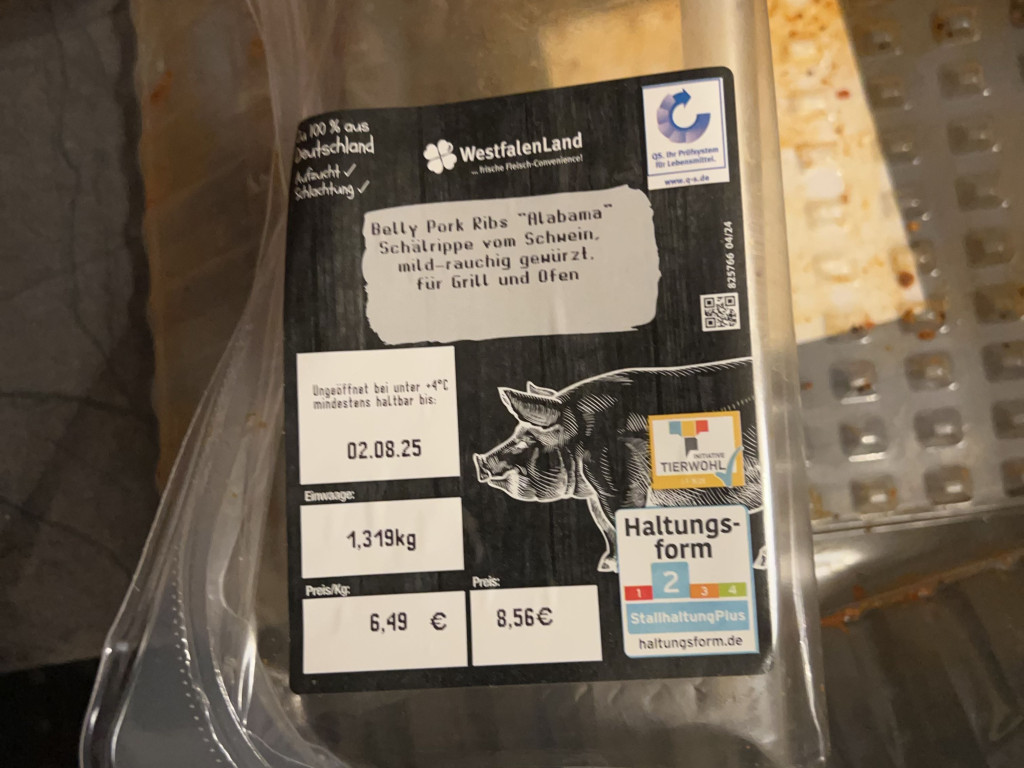 Zu 100 % aus
Deutschland
Aufzucht ✓
Schlachtung ✓
WestfalenLand
... frische Fleisch-Convenience!
QS. Ihr Prüfsystem
für Lebensmittel.
www.q-s.de
Belly Pork Ribs "Alabama"
Schälrippe vom Schwein,
mild-rauchig gewürzt.
für Grill und Ofen
825766 04/24
Ungeöffnet bei unter +4°C
mindestens haltbar bis:
02.08.25
Einwaage:
1,319kg
Preis/Kg:
6,49 €
Preis:
8,56€
INITIATIVE
TIERWOHL
Haltungs-
form
1 2 3 4
StallhaltungPlus
haltungsform.de